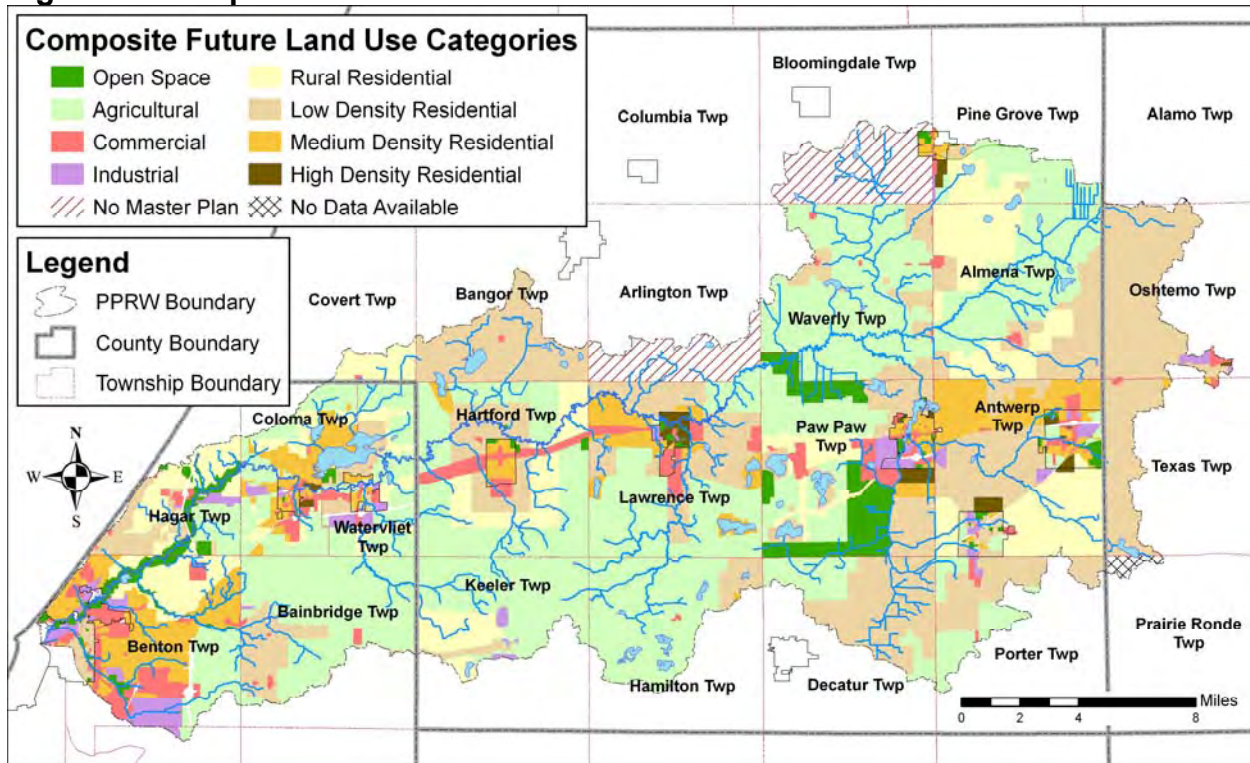 Composite Future Land Use Categories
Open Space
Rural Residential
Agricultural
Low Density Residential
Commercial
Medium Density Residential
Industrial
High Density Residential
No Master Plan
No Data Available
Legend
PPRW Boundary
County Boundary
Township Boundary
N
W
E
S
Bloomingdale Twp
Columbia Twp
Pine Grove Twp
Alamo Twp
Covert Twp
Bangor Twp
Arlington Twp
Waverly Twp
Almena Twp
Oshtemo Twp
Coloma Twp
Hartford Twp
Paw Paw
Twp
Antwerp
Twp
Texas Twp
Hagar Twp
Watervliet
Twp
Lawrence Twp
Keeler Twp
Bainbridge Twp
Benton Twp
Hamilton Twp
Decatur Twp
Porter Twp
Prairie Ronde
Twp
Miles
0 2 4 8